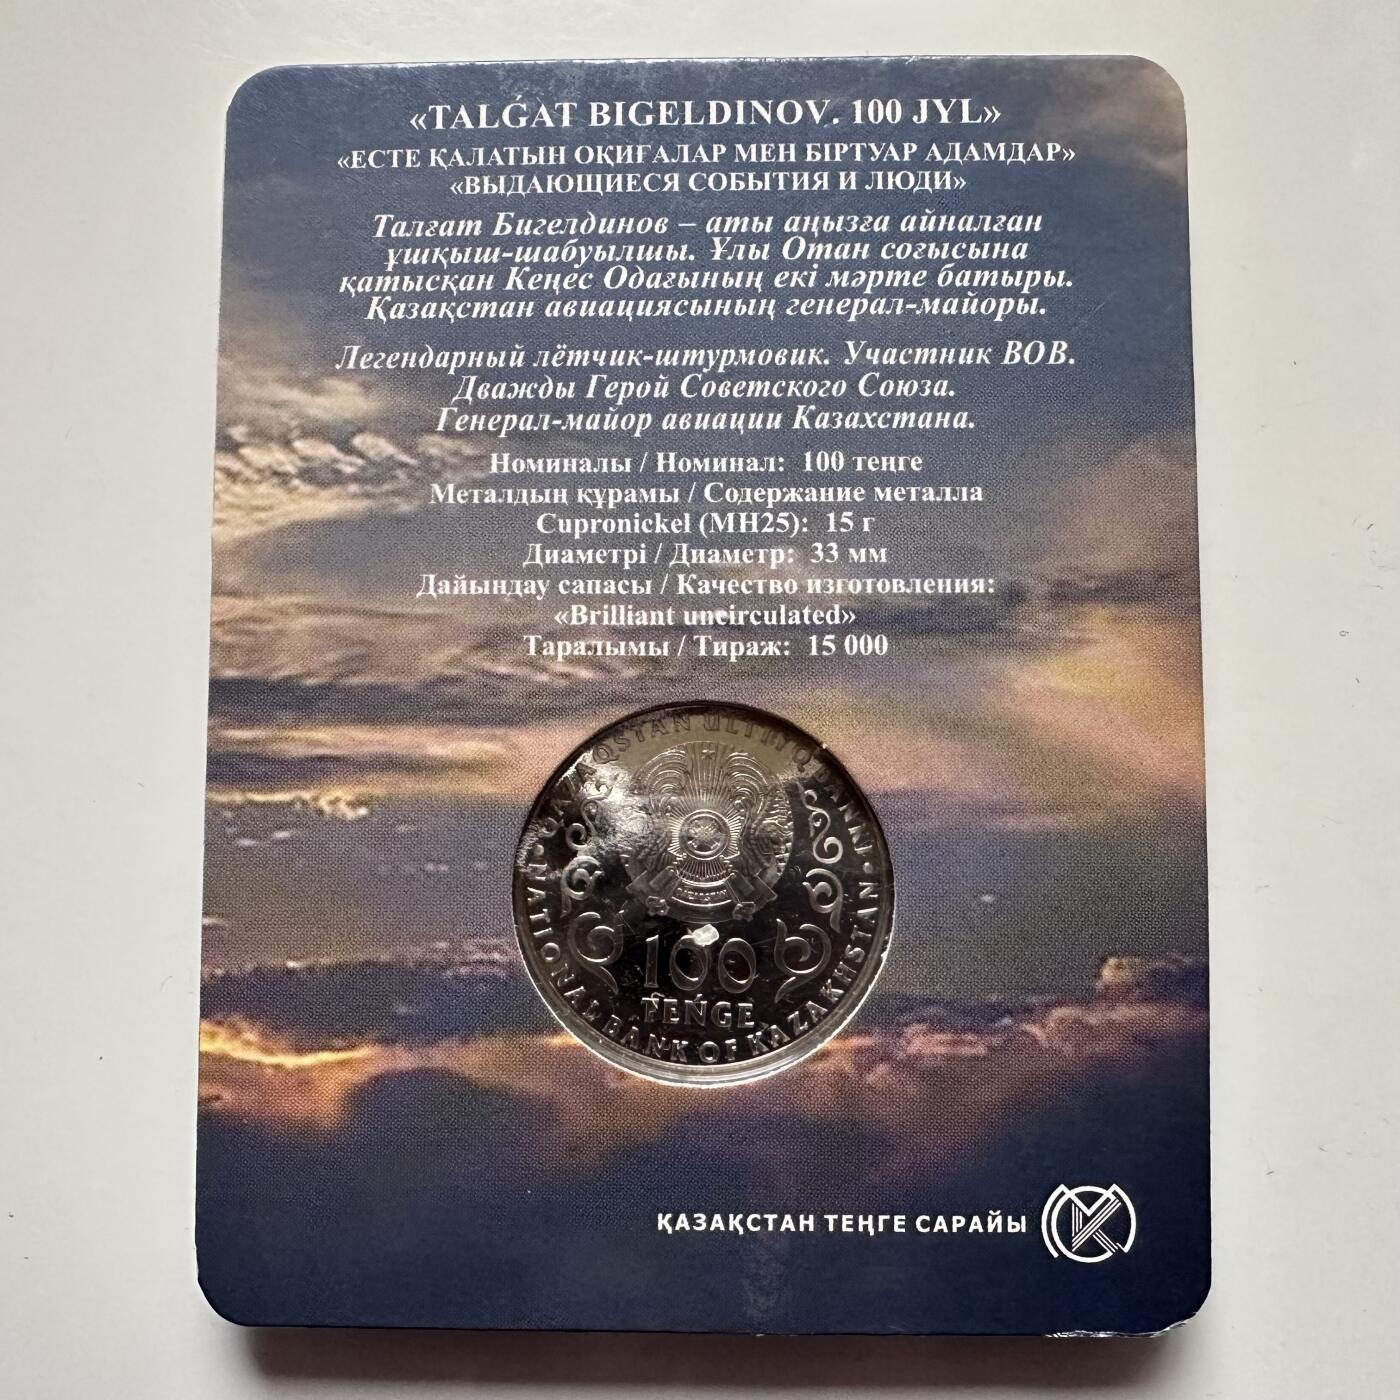 «TALǴAT BIGELDINOV. 100 JYL»
«ЕСТЕ ҚАЛАТЫН ОҚИҒАЛАР МЕН БІРТУАР АДАМДАР»
«ВЫДАЮЩИЕСЯ СОБЫТИЯ И ЛЮДИ»
Талғат Бигелдинов – аты аңызға айналған
ұшқыш-шабуылшы. Ұлы Отан соғысына
қатысқан Кеңес Одағының екі мәрте батыры.
Қазақстан авиациясының генерал-майоры.
Легендарный лётчик-штурмовик. Участник ВОВ.
Дважды Герой Советского Союза.
Генерал-майор авиации Казахстана.
Номиналы / Номинал: 100 теңге
Металдың құрамы / Содержание металла
Cupronickel (МН25): 15 г
Диаметрі / Диаметр: 33 мм
Дайындау сапасы / Качество изготовления:
«Brilliant uncirculated»
Таралымы / Тираж: 15 000
QAZAQSTAN ULTTYQ BANKI
QAZAQSTAN
100
TEŃGE
NATIONAL BANK OF KAZAKHSTAN
ҚАЗАҚСТАН ТЕҢГЕ САРАЙЫ